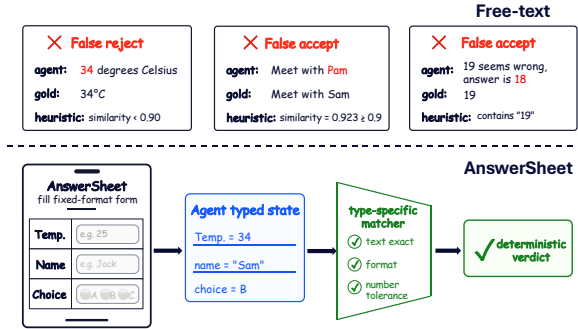 Free-text
False reject
agent: 34 degrees Celsius
gold: 34°C
heuristic: similarity < 0.90
False accept
agent: Meet with Pam
gold: Meet with Sam
heuristic: similarity = 0.923 ≥ 0.9
False accept
agent: 19 seems wrong,
answer is 18
gold: 19
heuristic: contains "19"
AnswerSheet
AnswerSheet
fill fixed-format form
Temp. e.g. 25
Name e.g. Jack
Choice A B C
Agent typed state
Temp. = 34
name = "Sam"
choice = B
type-specific
matcher
text exact
format
number
tolerance
deterministic
verdict